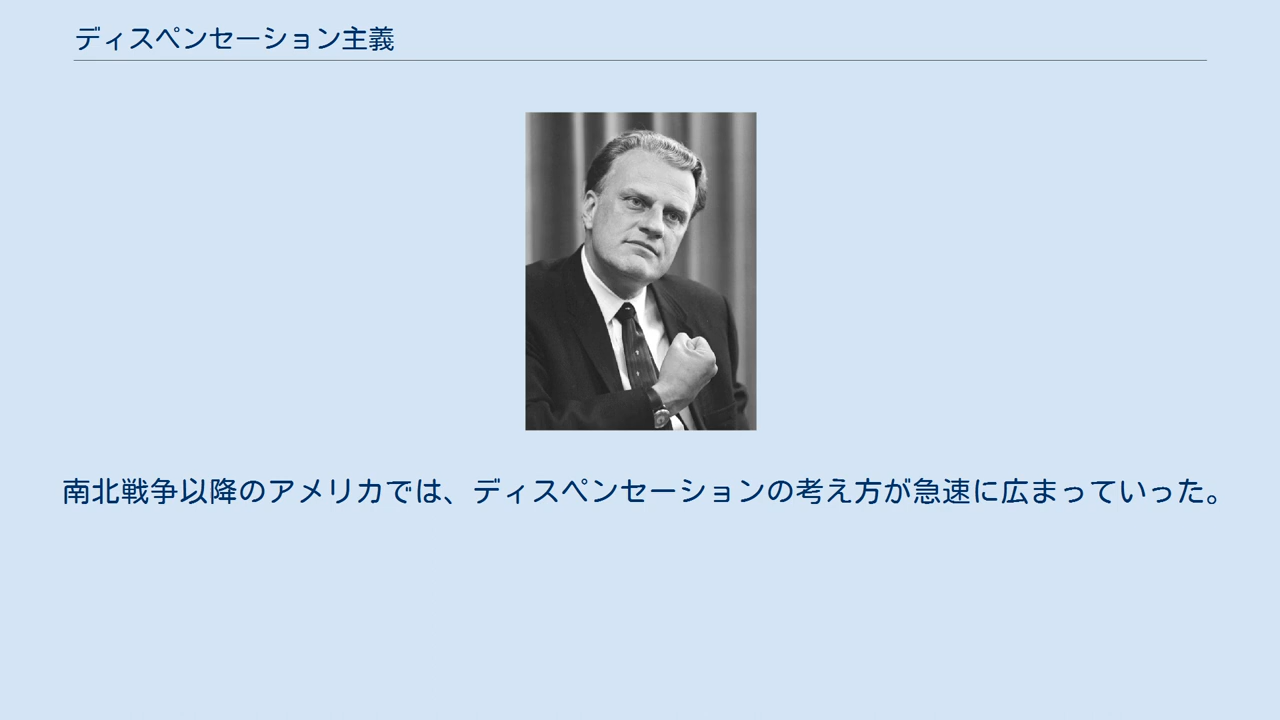 ディスペンセーション主義
南北戦争以降のアメリカでは、ディスペンセーションの考え方が急速に広まっていった。